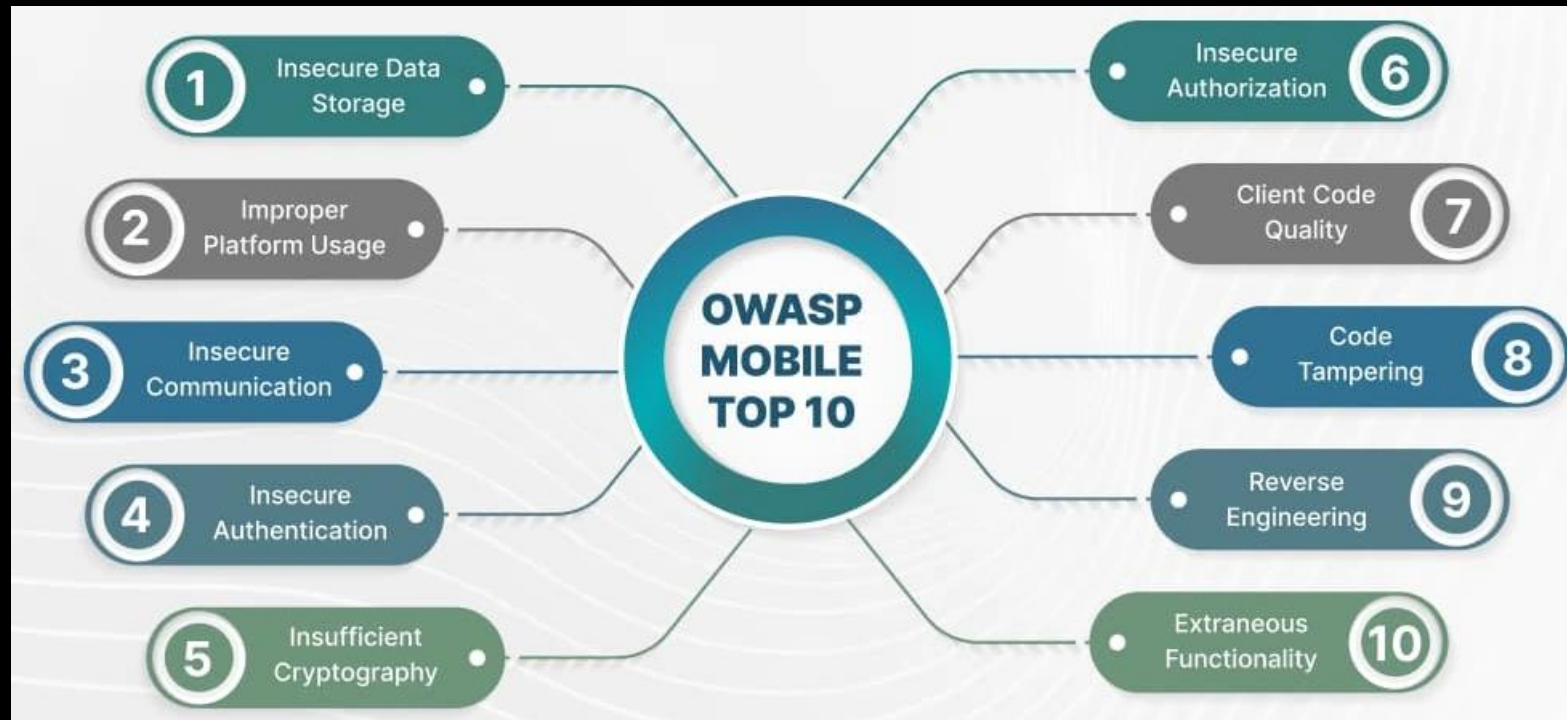 1
Insecure Data
Storage
2
Improper
Platform Usage
3
Insecure
Communication
4
Insecure
Authentication
5
Insufficient
Cryptography
OWASP
MOBILE
TOP 10
Insecure
Authorization
6
Client Code
Quality
7
Code
Tampering
8
Reverse
Engineering
9
Extraneous
Functionality
10